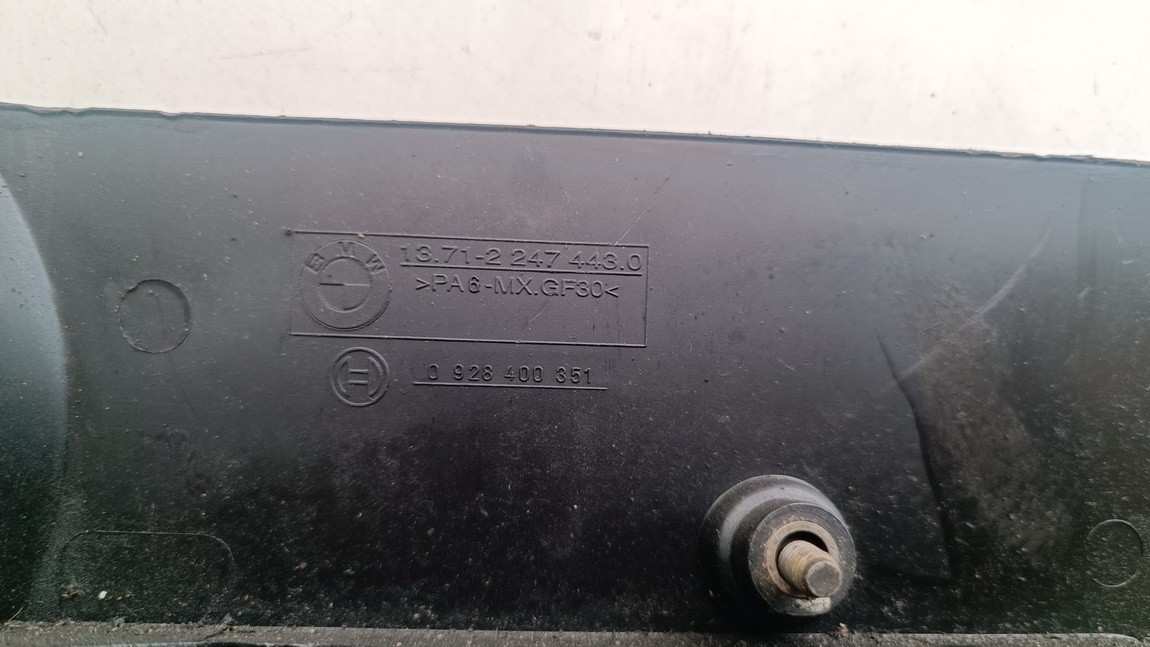 BMW
13.71-2 247 443.0
>PA6-MX.GF30<
0 928 400 351